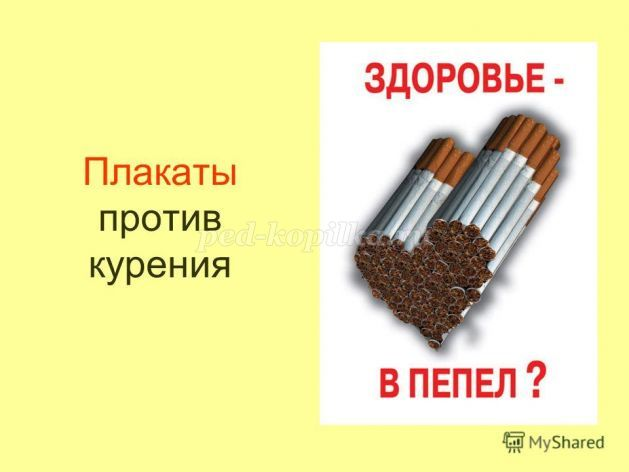 Плакаты
против
курения
ЗДОРОВЬЕ -
В ПЕПЕЛ ?
ped-kopilka.ru
MyShared